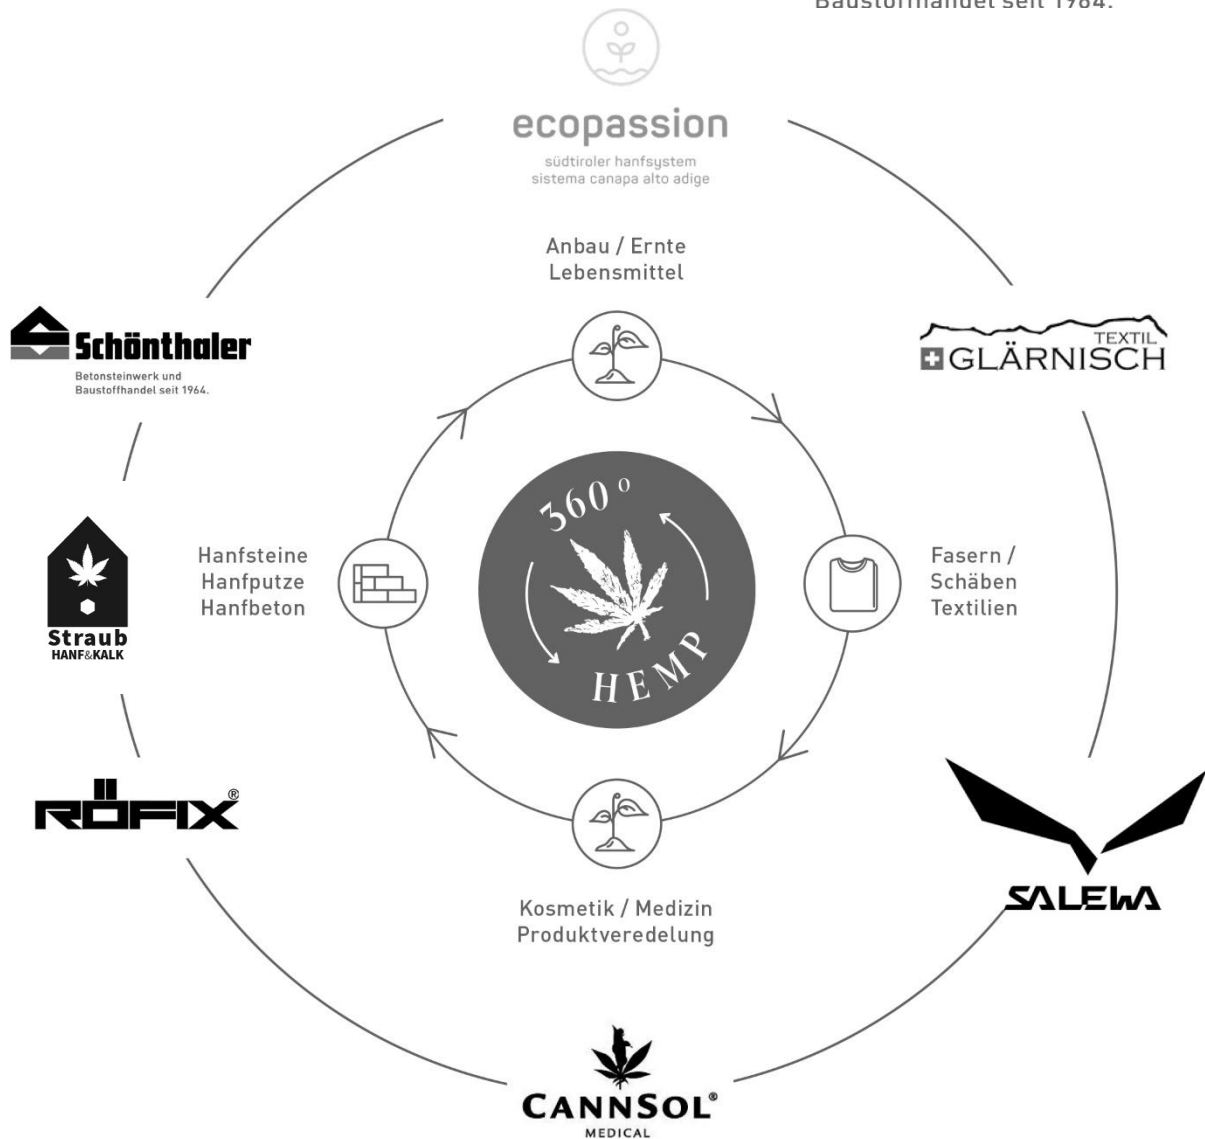 Baustoffhandel seit 1964.
ecopassion
südtiroler hanfsystem
sistema canapa alto adige
Anbau / Ernte
Lebensmittel
Schönthaler
Betonsteinwerk und
Baustoffhandel seit 1964.
TEXTIL
GLÄRNISCH
360°
HEMP
Hanfsteine
Hanfputze
Hanfbeton
Fasern /
Schäben
Textilien
Straub
HANF&KALK
RÖFIX®
SALEWA
Kosmetik / Medizin
Produktveredelung
CANNSOL®
MEDICAL